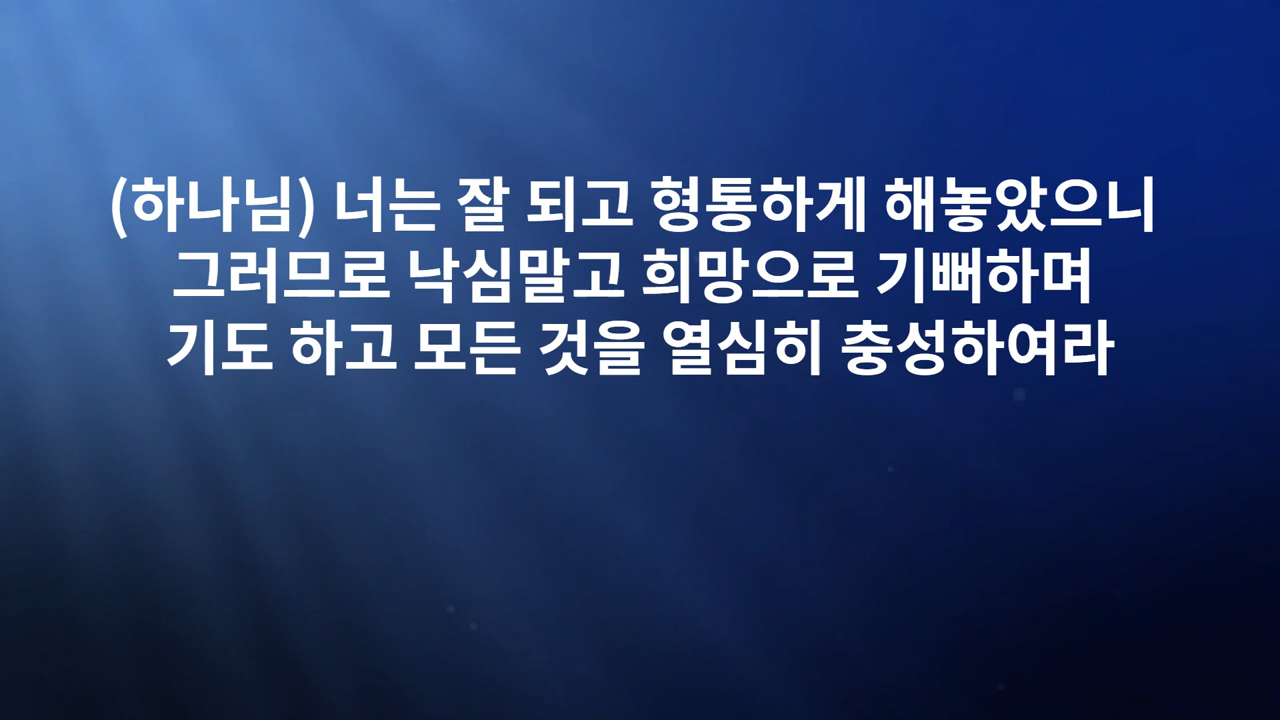 (하나님) 너는 잘 되고 형통하게 해놓았으니
그러므로 낙심말고 희망으로 기뻐하며
기도 하고 모든 것을 열심히 충성하여라